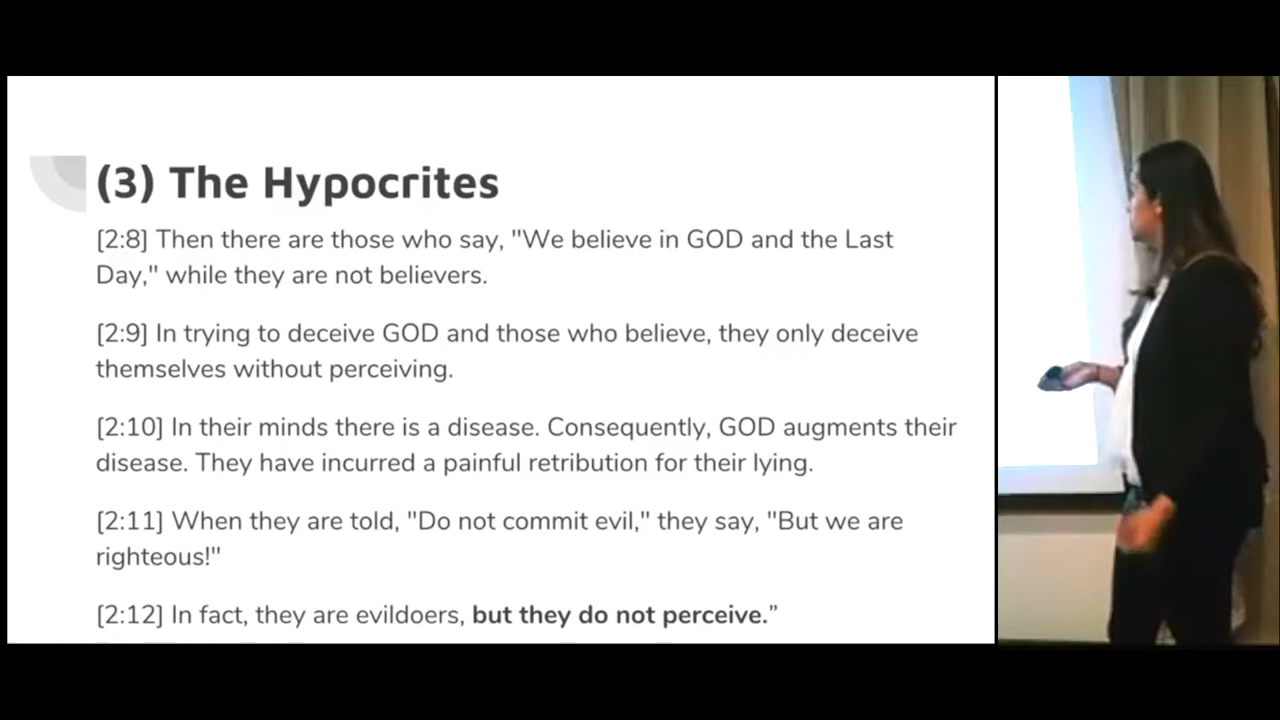 (3) The Hypocrites
[2:8] Then there are those who say, "We believe in GOD and the Last
Day," while they are not believers.
[2:9] In trying to deceive GOD and those who believe, they only deceive
themselves without perceiving.
[2:10] In their minds there is a disease. Consequently, GOD augments their
disease. They have incurred a painful retribution for their lying.
[2:11] When they are told, "Do not commit evil," they say, "But we are
righteous!"
[2:12] In fact, they are evildoers, but they do not perceive.”